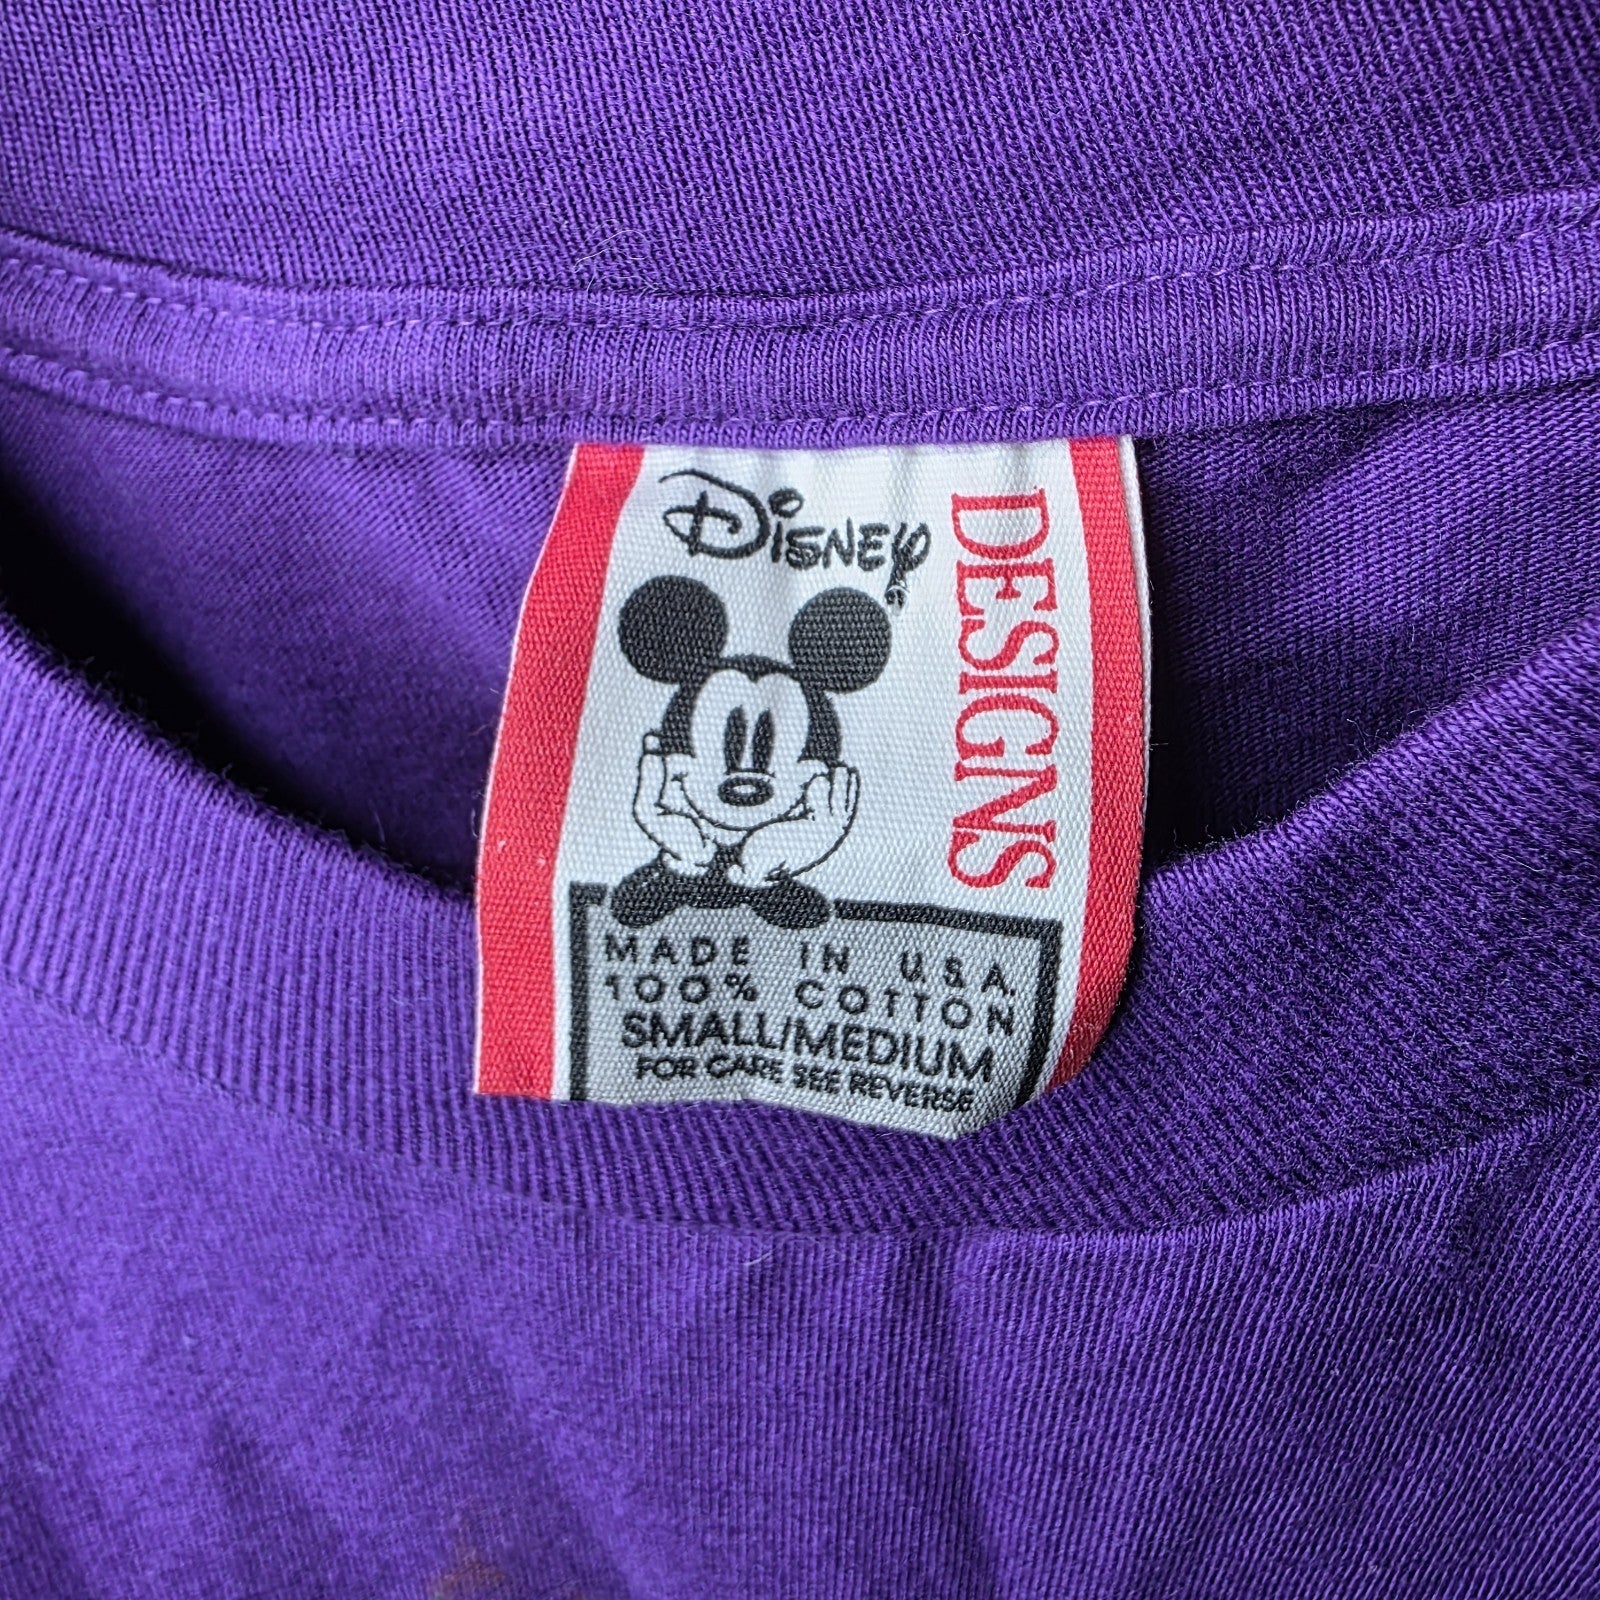 Disney
DESIGNS
MADE IN U.S.A.
100% COTTON
SMALL/MEDIUM
FOR CARE SEE REVERSE